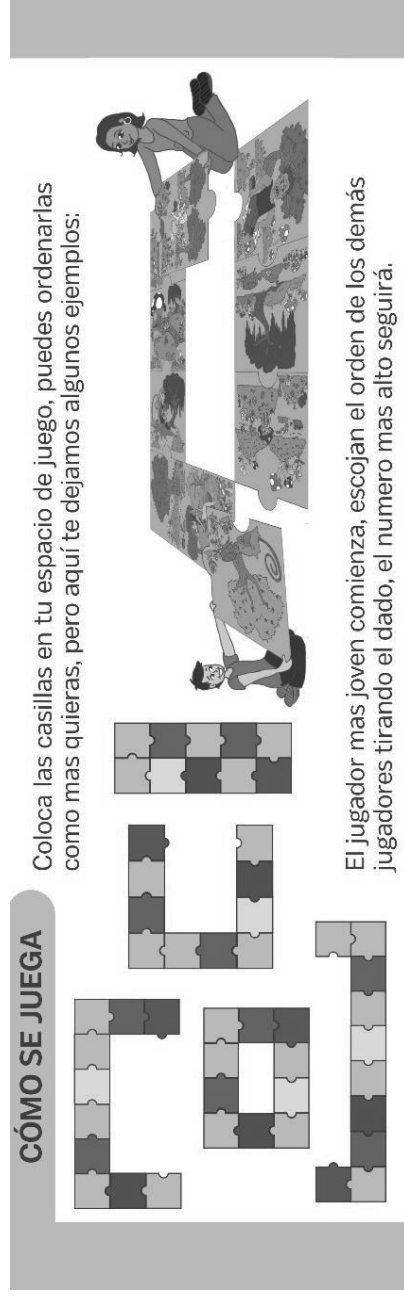 CÓMO SE JUEGA
Coloca las casillas en tu espacio de juego, puedes ordenarlas
como mas quieras, pero aquí te dejamos algunos ejemplos:
El jugador mas joven comienza, escojan el orden de los demás
jugadores tirando el dado, el numero mas alto seguirá.